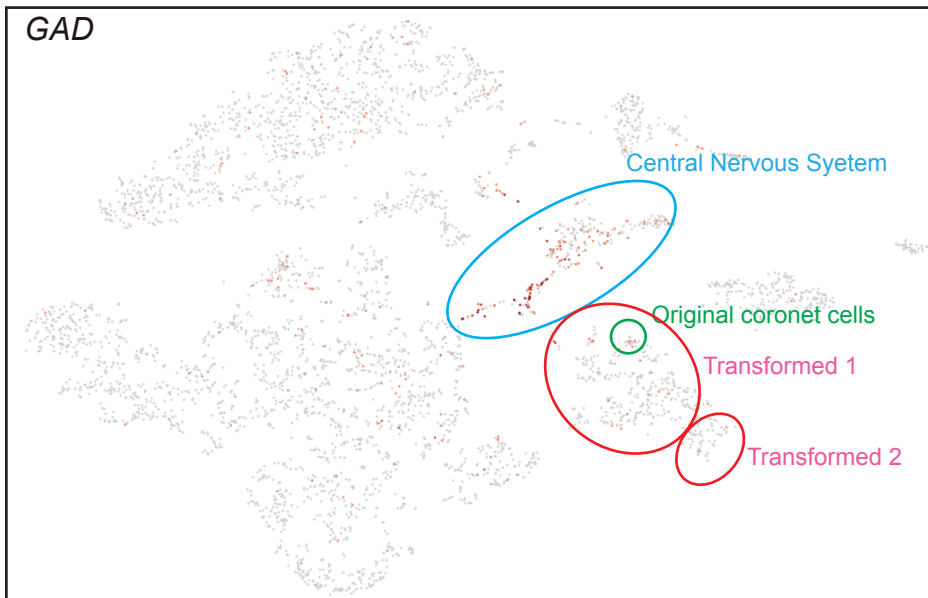 GAD
Central Nervous Syetem
Original coronet cells
Transformed 1
Transformed 2